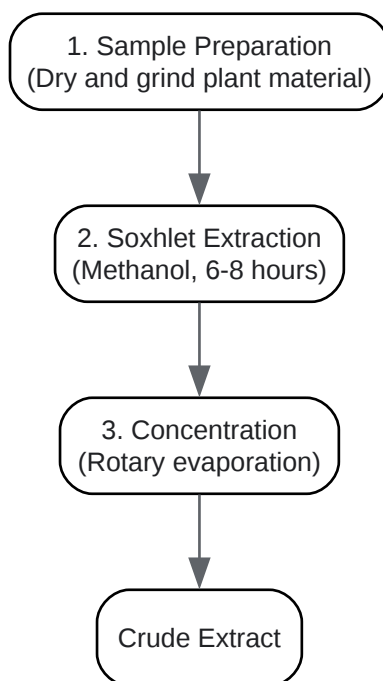 1. Sample Preparation
(Dry and grind plant material)
2. Soxhlet Extraction
(Methanol, 6-8 hours)
3. Concentration
(Rotary evaporation)
Crude Extract